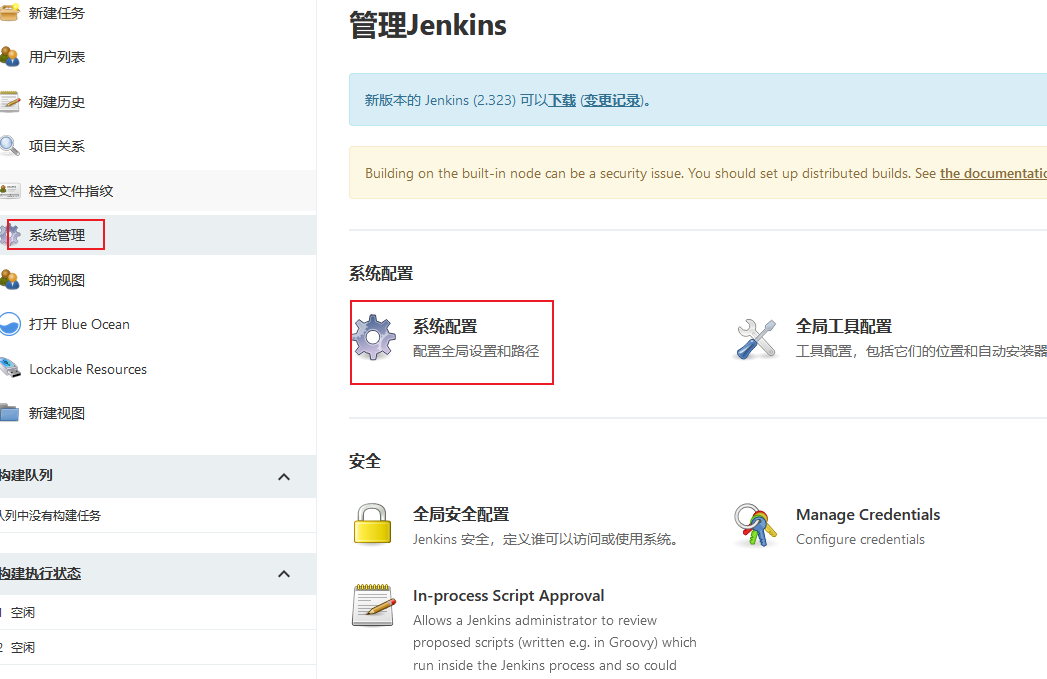 新建任务
用户列表
构建历史
项目关系
检查文件指纹
系统管理
我的视图
打开 Blue Ocean
Lockable Resources
新建视图
构建队列
队列中没有构建任务
构建执行状态
1 空闲
2 空闲
管理Jenkins
新版本的 Jenkins (2.323) 可以下载 (变更记录)。
Building on the built-in node can be a security issue. You should set up distributed builds. See the documentatio
系统配置
系统配置
配置全局设置和路径
全局工具配置
工具配置，包括它们的位置和自动安装器
安全
全局安全配置
Jenkins 安全，定义谁可以访问或使用系统。
Manage Credentials
Configure credentials
In-process Script Approval
Allows a Jenkins administrator to review
proposed scripts (written e.g. in Groovy) which
run inside the Jenkins process and so could